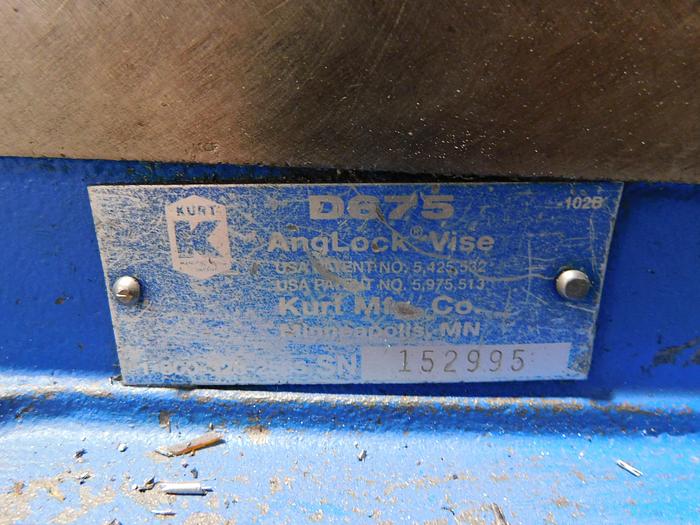 KURT
K
D675
-102B
AngLock® Vise
USA PATENT NO. 5,425,532
USA PATENT NO. 5,975,513
Kurt Mfg. Co.
Minneapolis, MN
SN 152995